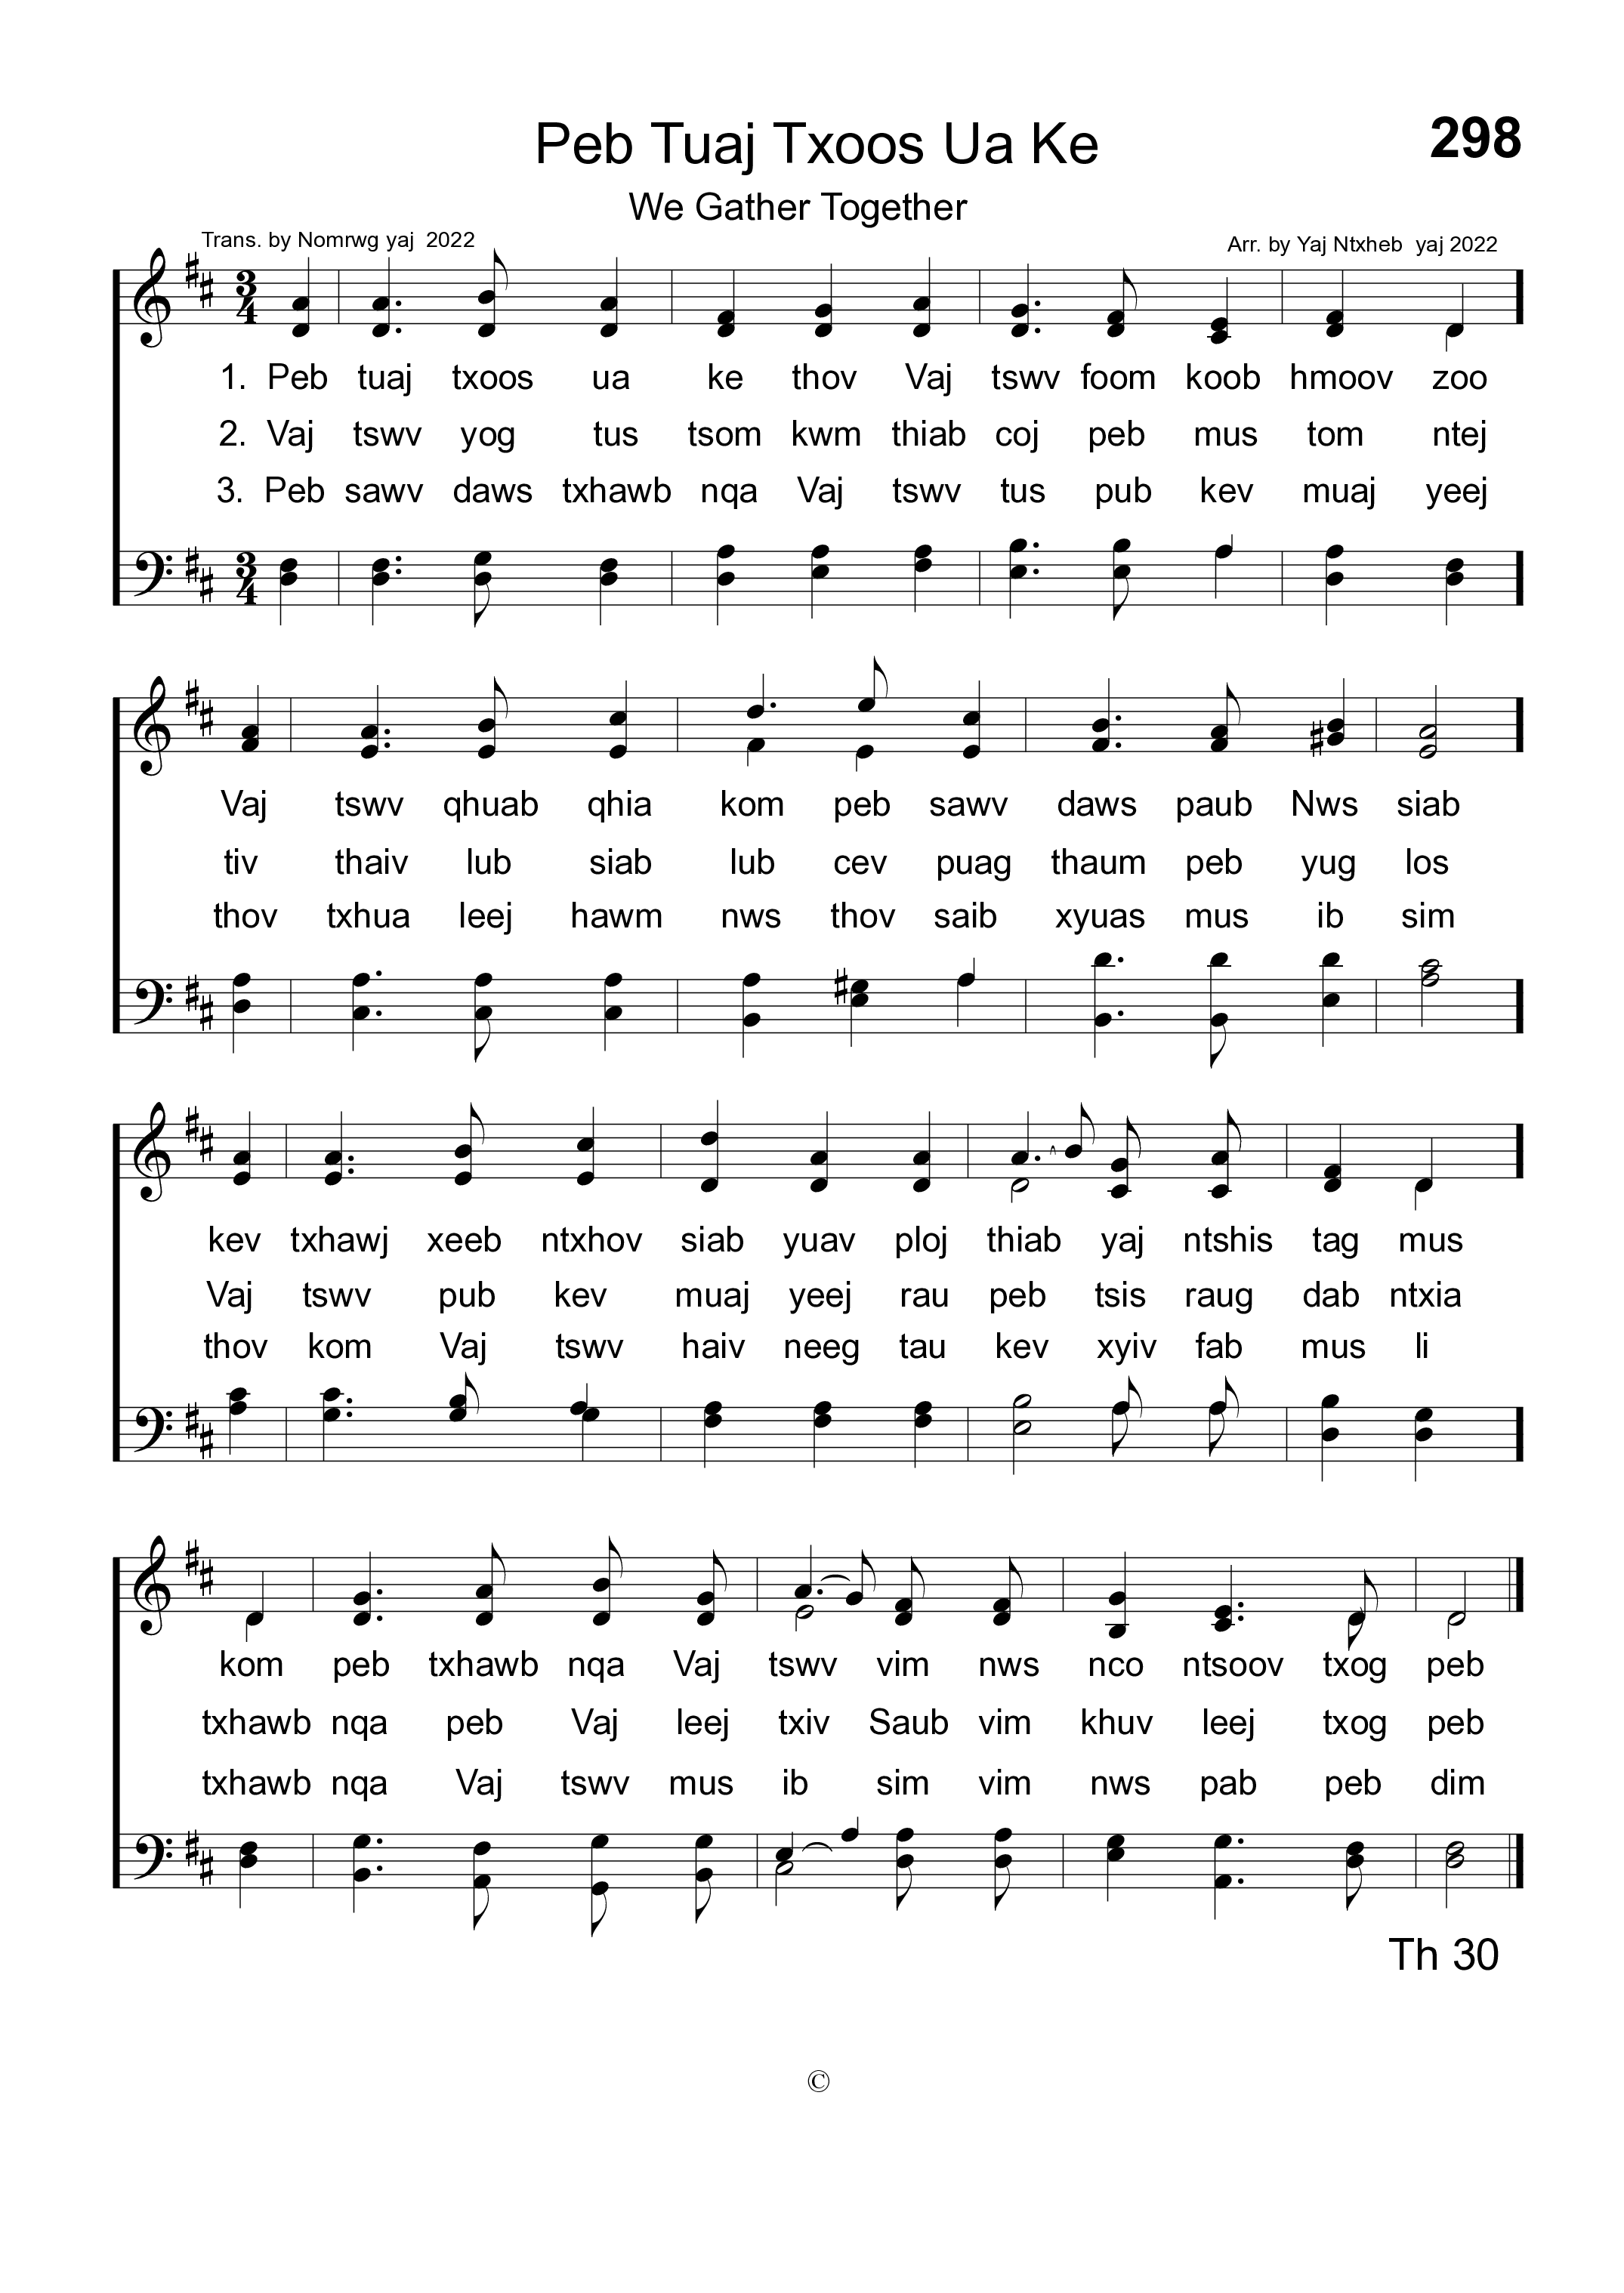 298
Peb Tuaj Txoos Ua Ke
We Gather Together
Trans. by Nomrwg yaj 2022
Arr. by Yaj Ntxheb yaj 2022
3
4
1. Peb tuaj txoos ua ke thov Vaj tswv foom koob hmoov zoo
2. Vaj tswv yog tus tsom kwm thiab coj peb mus tom ntej
3. Peb sawv daws txhawb nqa Vaj tswv tus pub kev muaj yeej
3
4
Vaj tswv qhuab qhia kom peb sawv daws paub Nws siab
tiv thaiv lub siab lub cev puag thaum peb yug los
thov txhua leej hawm nws thov saib xyuas mus ib sim
kev txhawj xeeb ntxhov siab yuav ploj thiab yaj ntshis tag mus
Vaj tswv pub kev muaj yeej rau peb tsis raug dab ntxia
thov kom Vaj tswv haiv neeg tau kev xyiv fab mus li
kom peb txhawb nqa Vaj tswv vim nws nco ntsoov txog peb
txhawb nqa peb Vaj leej txiv Saub vim khuv leej txog peb
txhawb nqa Vaj tswv mus ib sim vim nws pab peb dim
Th 30
©